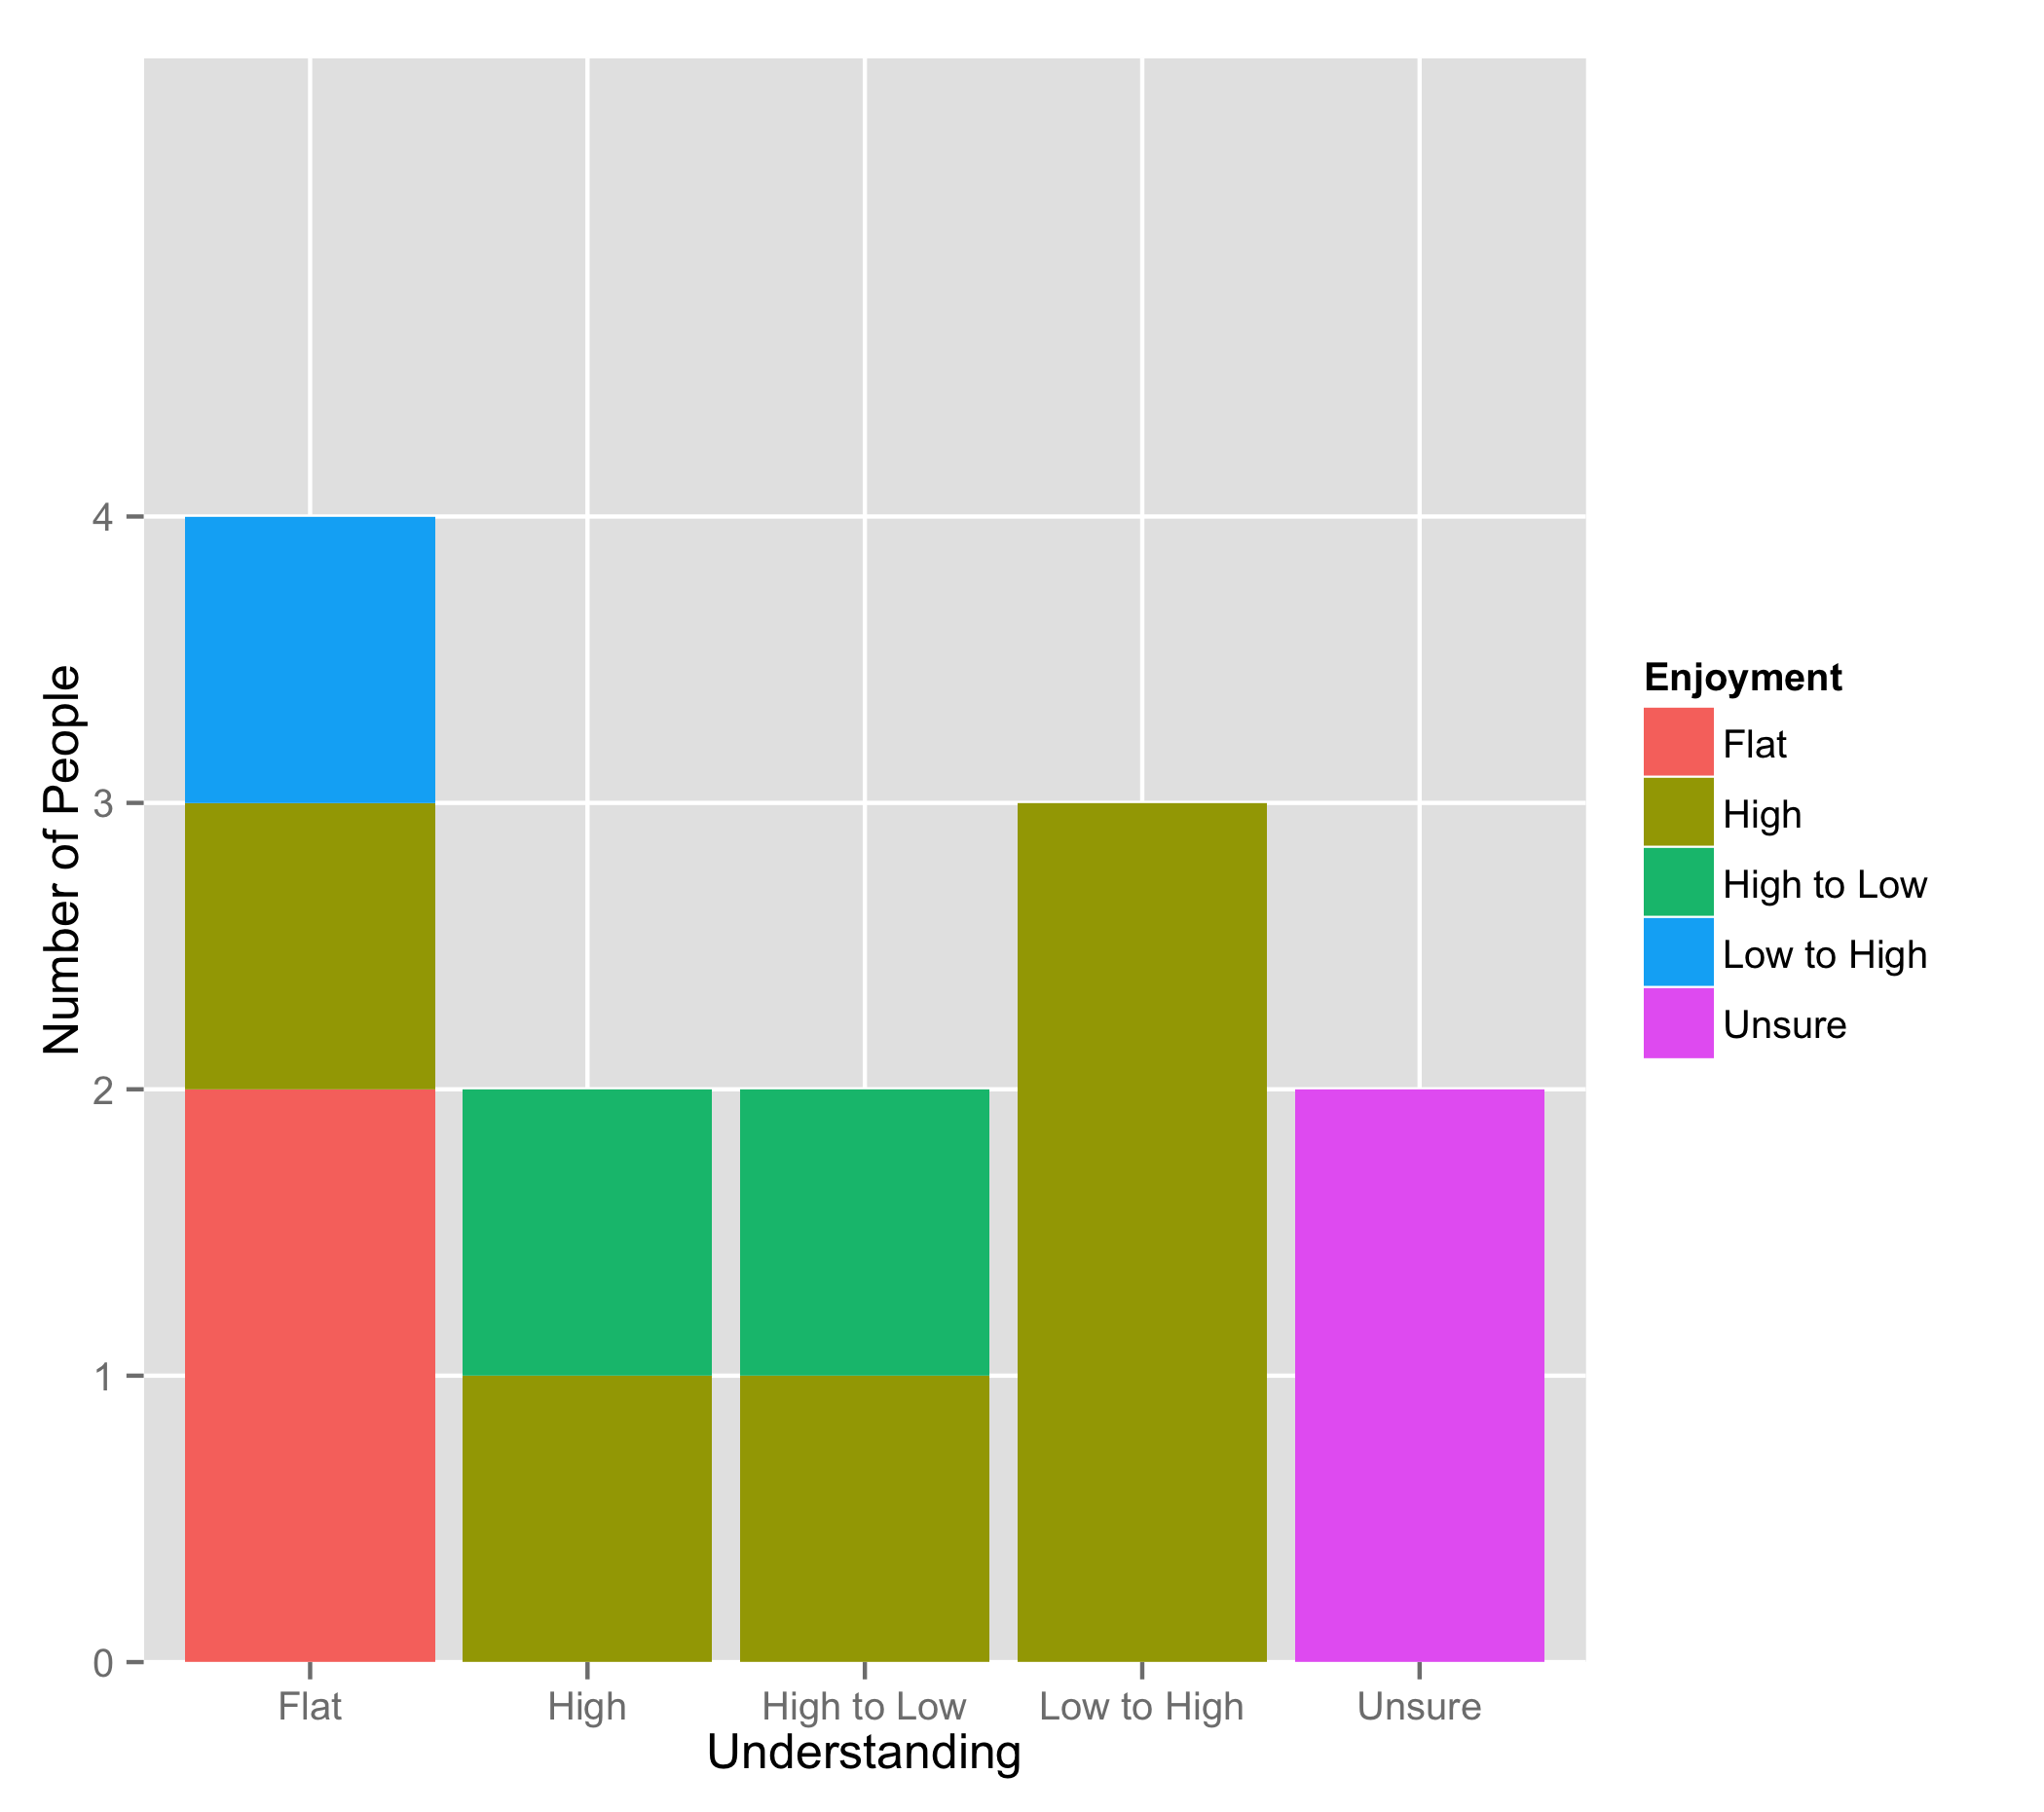 Number of People
4
3
2
1
0
Flat
High
High to Low
Low to High
Unsure
Understanding
Enjoyment
Flat
High
High to Low
Low to High
Unsure